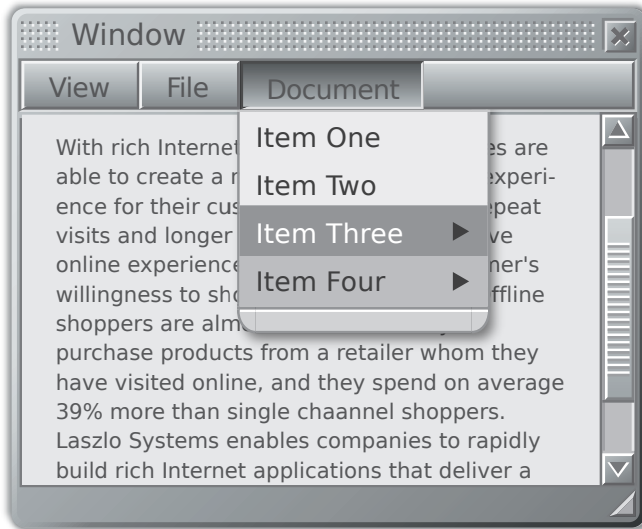 Window
View File Document
Item One
Item Two
Item Three
Item Four
With rich Internet es are
able to create a experi-
ence for their cus epeat
visits and longer ve
online experience mer's
willingness to sho ffline
shoppers are alm
purchase products from a retailer whom they
have visited online, and they spend on average
39% more than single chaannel shoppers.
Laszlo Systems enables companies to rapidly
build rich Internet applications that deliver a